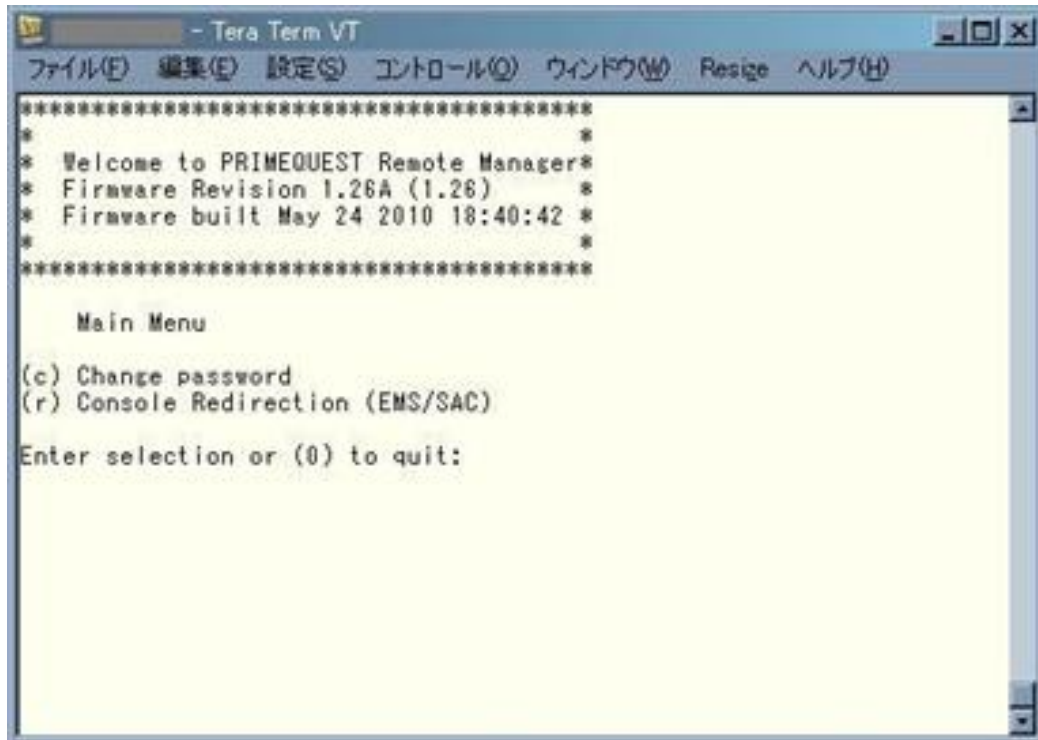 - Tera Term VT
ファイル(F) 編集(E) 設定(S) コントロール(O) ウィンドウ(W) Resize ヘルプ(H)
****************************************
*                                      *
*  Welcome to PRIMEQUEST Remote Manager*
*  Firmware Revision 1.26A (1.26)      *
*  Firmware built May 24 2010 18:40:42 *
*                                      *
****************************************
Main Menu
(c) Change password
(r) Console Redirection (EMS/SAC)
Enter selection or (0) to quit: